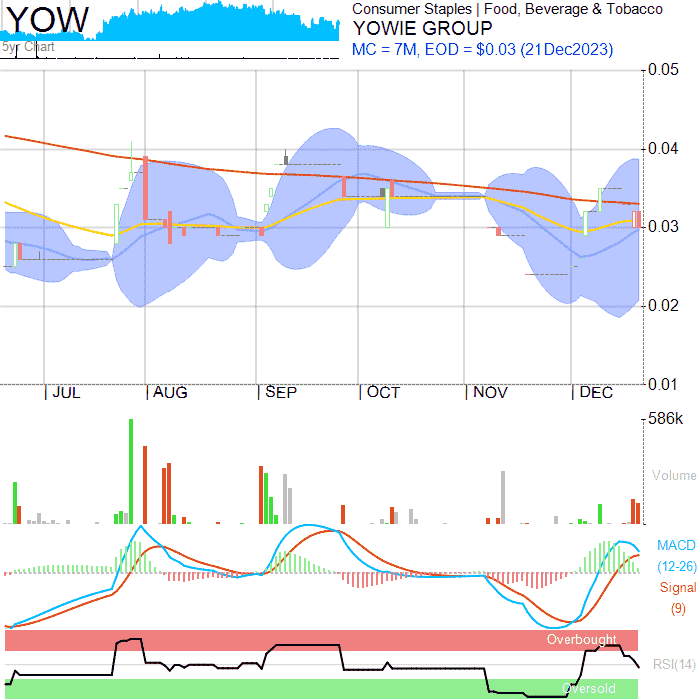 YOW
5yr Chart
Consumer Staples | Food, Beverage & Tobacco
YOWIE GROUP
MC = 7M, EOD = $0.03 (21Dec2023)
0.05
0.04
0.03
0.02
0.01
JUL AUG SEP OCT NOV DEC
586k
Volume
MACD
(12-26)
Signal
(9)
Overbought
RSI(14)
Oversold